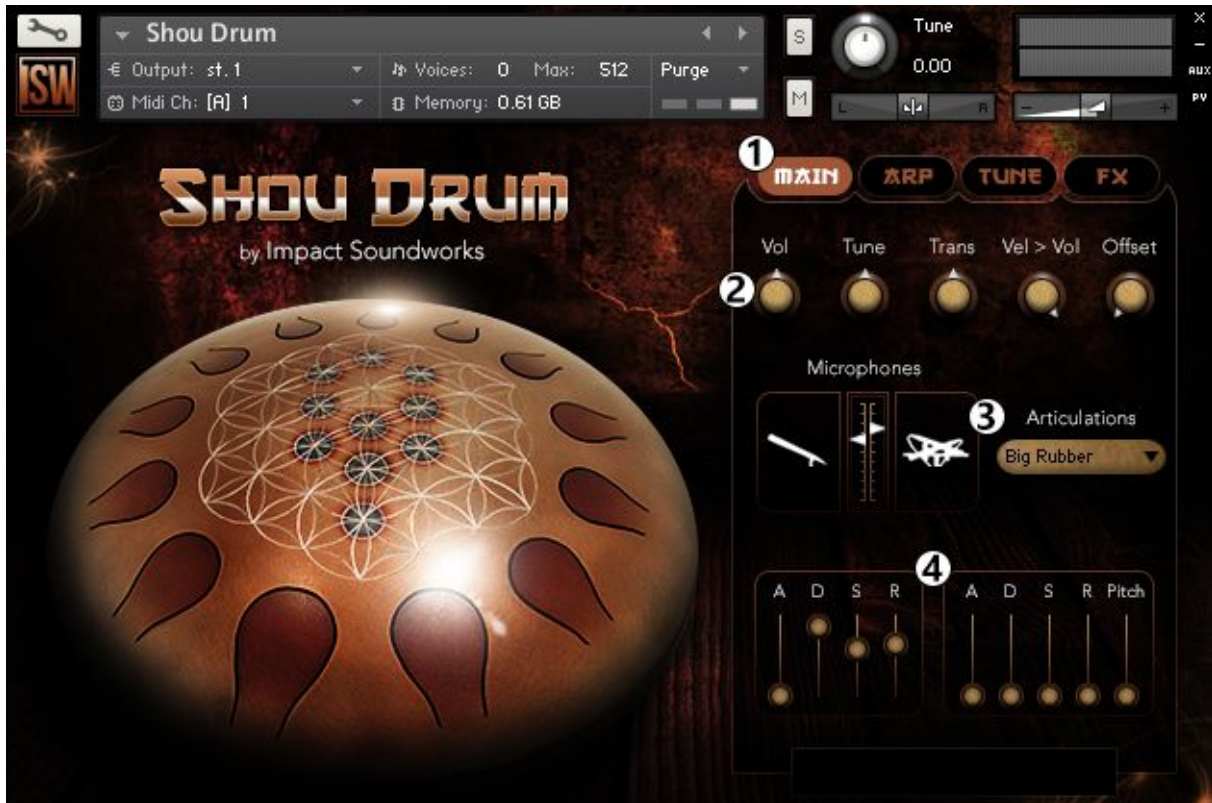 Shou Drum
Output: st. 1
Voices: 0 Max: 512
Purge
Midi Ch: [A] 1
Memory: 0.61 GB
ISW
S
M
Tune
0.00
L R
- +
X
-
AUX
PV
SHOU DRUM
by Impact Soundworks
1
MAIN ARP TUNE FX
Vol Tune Trans Vel > Vol Offset
2
Microphones
3
Articulations
Big Rubber
4
A D S R
A D S R Pitch